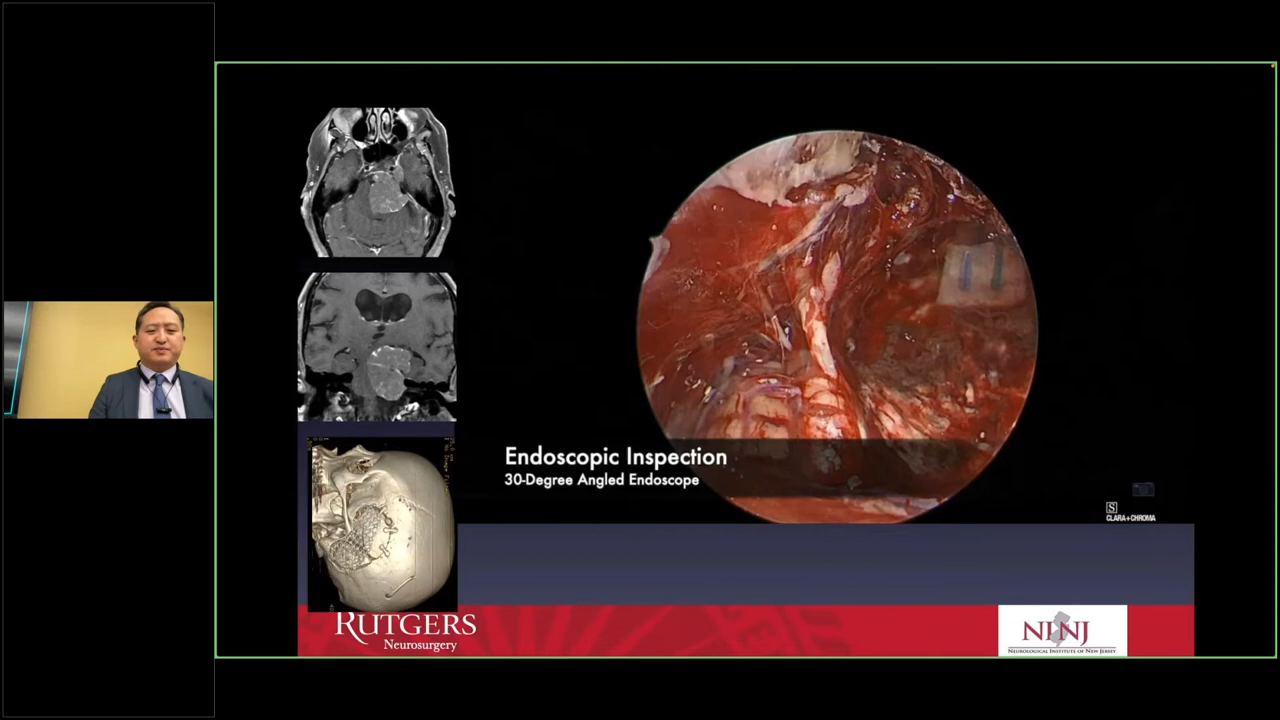 Endoscopic Inspection
30-Degree Angled Endoscope
S
CLARA+CHROMA
RUTGERS
Neurosurgery
NINJ
NEUROLOGICAL INSTITUTE OF NEW JERSEY